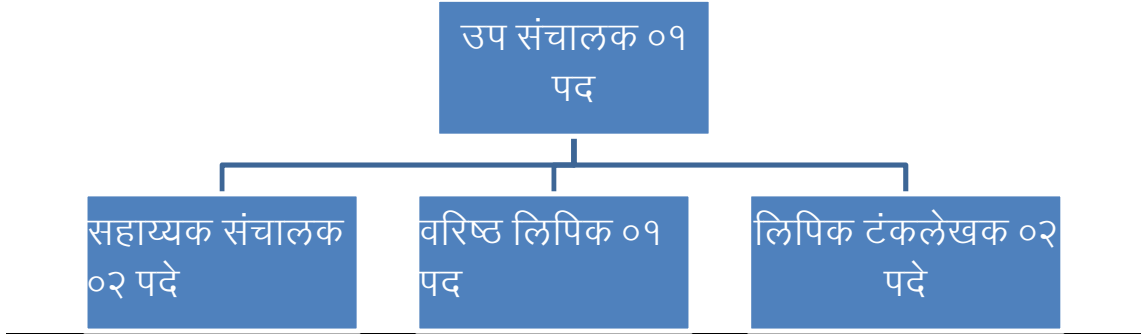 उप संचालक ०१
पद
सहाय्यक संचालक
०२ पदे
वरिष्ठ लिपिक ०१
पद
लिपिक टंकलेखक ०२
पदे